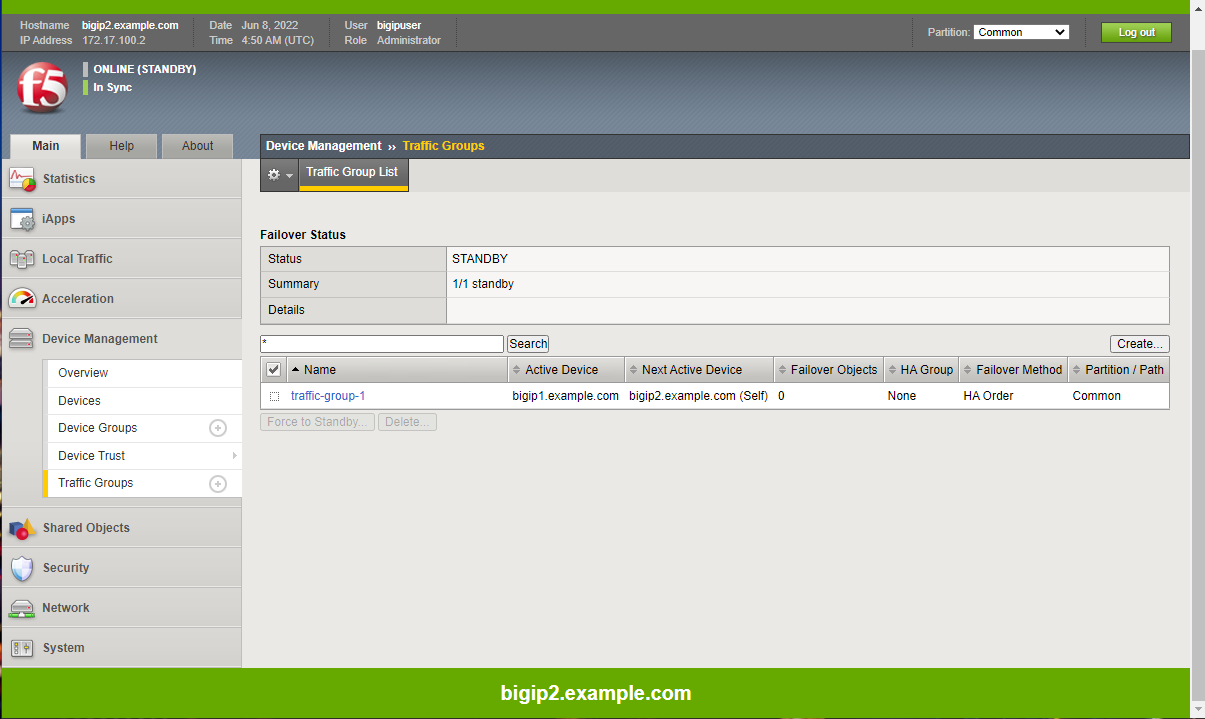 Hostname bigip2.example.com Date Jun 8, 2022 User bigipuser
IP Address 172.17.100.2 Time 4:50 AM (UTC) Role Administrator
Partition: Common Log out
f5
ONLINE (STANDBY)
In Sync
Main Help About
Device Management ›› Traffic Groups
Traffic Group List
Statistics
iApps
Local Traffic
Acceleration
Device Management
Overview
Devices
Device Groups
Device Trust
Traffic Groups
Shared Objects
Security
Network
System
Failover Status
Status STANDBY
Summary 1/1 standby
Details
* Search Create...
Name Active Device Next Active Device Failover Objects HA Group Failover Method Partition / Path
traffic-group-1 bigip1.example.com bigip2.example.com (Self) 0 None HA Order Common
Force to Standby... Delete...
bigip2.example.com